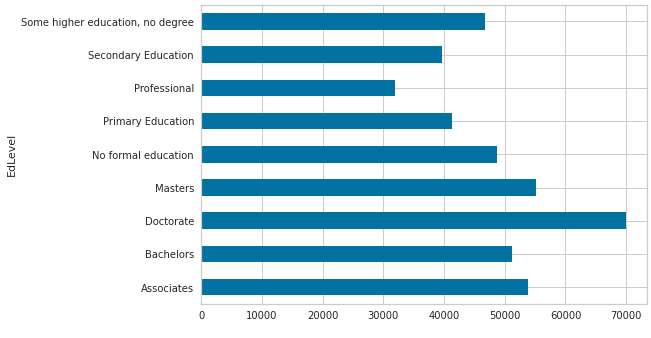 Some higher education, no degree
Secondary Education
Professional
Primary Education
No formal education
Masters
Doctorate
Bachelors
Associates
EdLevel
0 10000 20000 30000 40000 50000 60000 70000